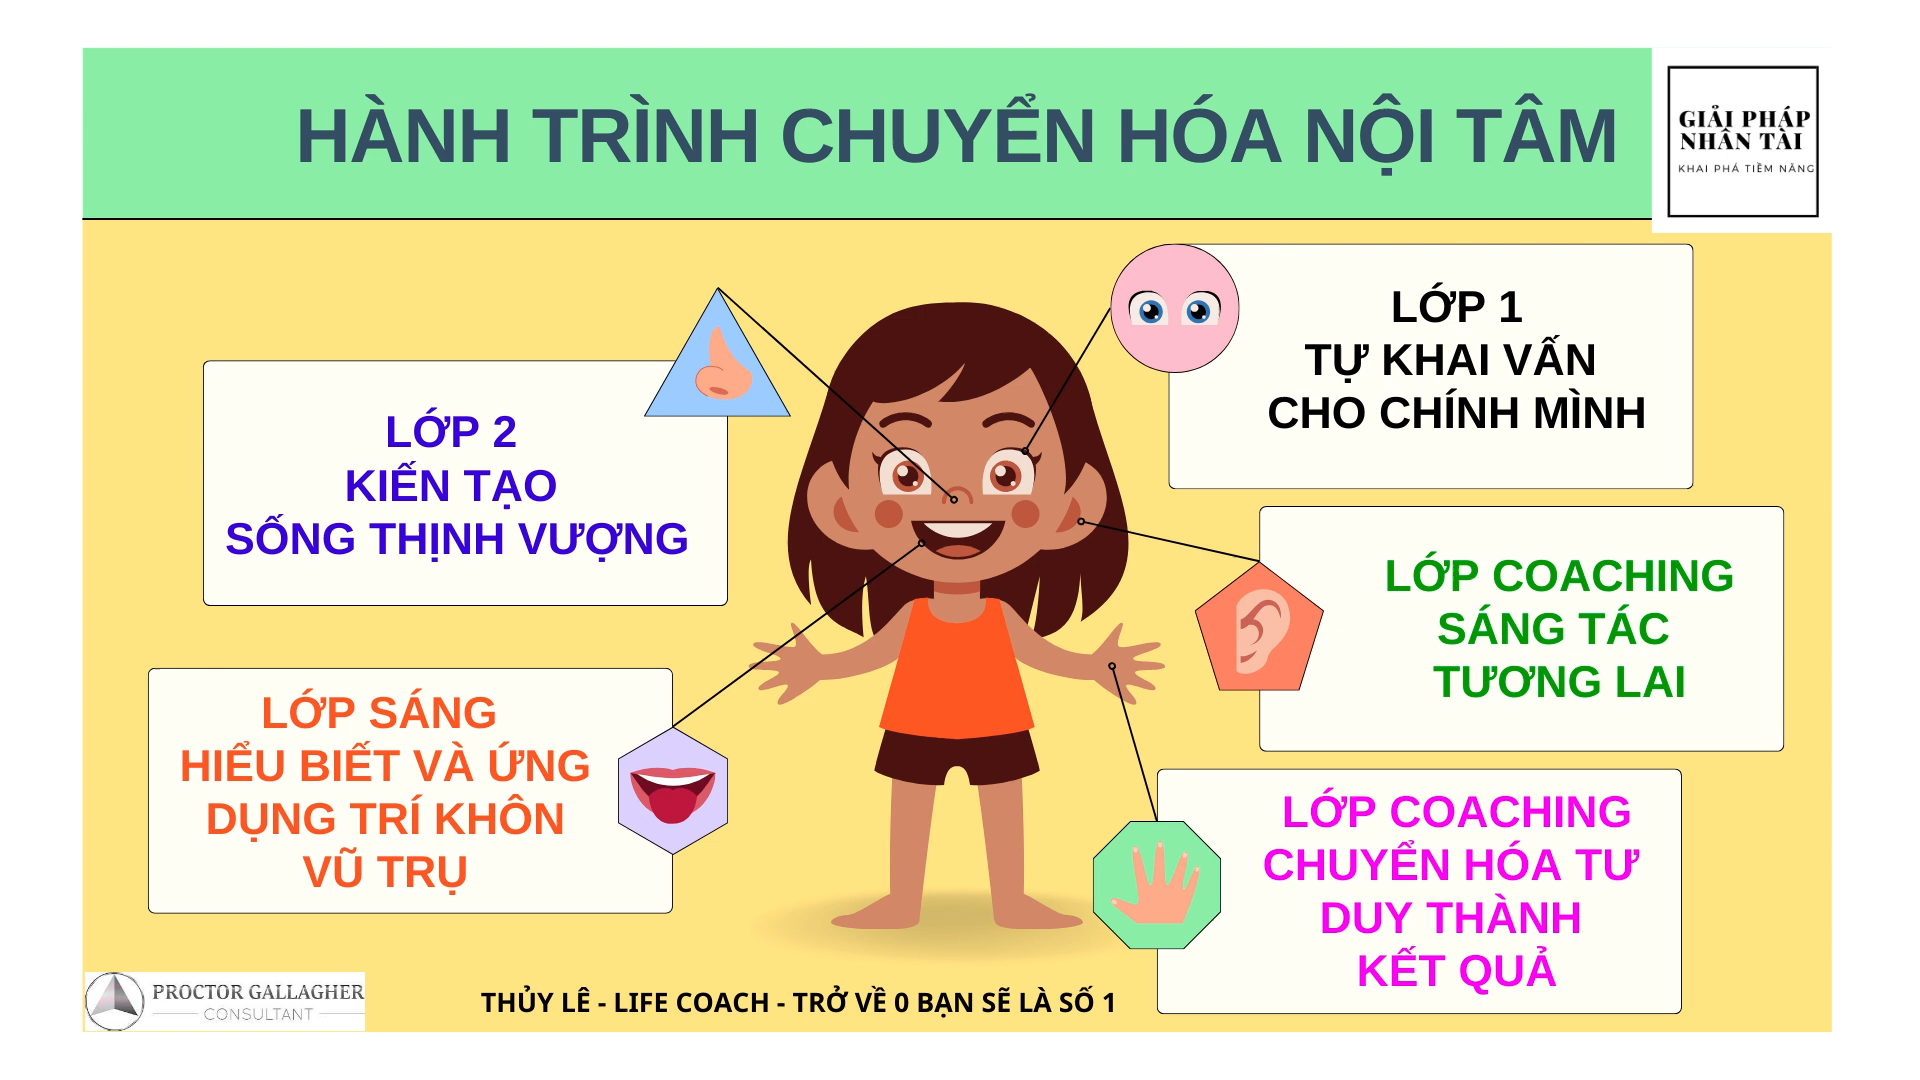 HÀNH TRÌNH CHUYỂN HÓA NỘI TÂM
GIẢI PHÁP
NHÂN TÀI
KHAI PHÁ TIỀM NĂNG
LỚP 1
TỰ KHAI VẤN
CHO CHÍNH MÌNH
LỚP 2
KIẾN TẠO
SỐNG THỊNH VƯỢNG
LỚP COACHING
SÁNG TÁC
TƯƠNG LAI
LỚP SÁNG
HIỂU BIẾT VÀ ỨNG
DỤNG TRÍ KHÔN
VŨ TRỤ
LỚP COACHING
CHUYỂN HÓA TƯ
DUY THÀNH
KẾT QUẢ
PROCTOR GALLAGHER
CONSULTANT
THỦY LÊ - LIFE COACH - TRỞ VỀ 0 BẠN SẼ LÀ SỐ 1